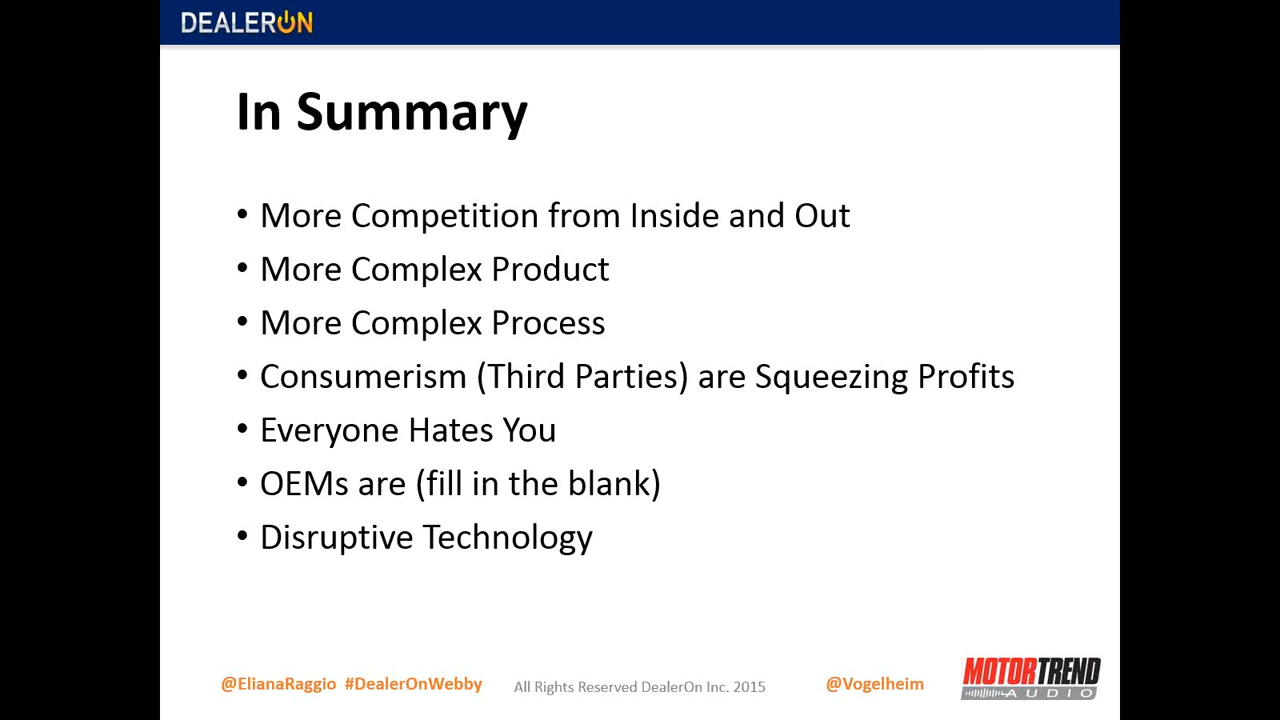 DEALERON
In Summary
• More Competition from Inside and Out
• More Complex Product
• More Complex Process
• Consumerism (Third Parties) are Squeezing Profits
• Everyone Hates You
• OEMs are (fill in the blank)
• Disruptive Technology
@ElianaRaggio #DealerOnWebby
All Rights Reserved DealerOn Inc. 2015
@Vogelheim
MOTORTREND
AUDIO